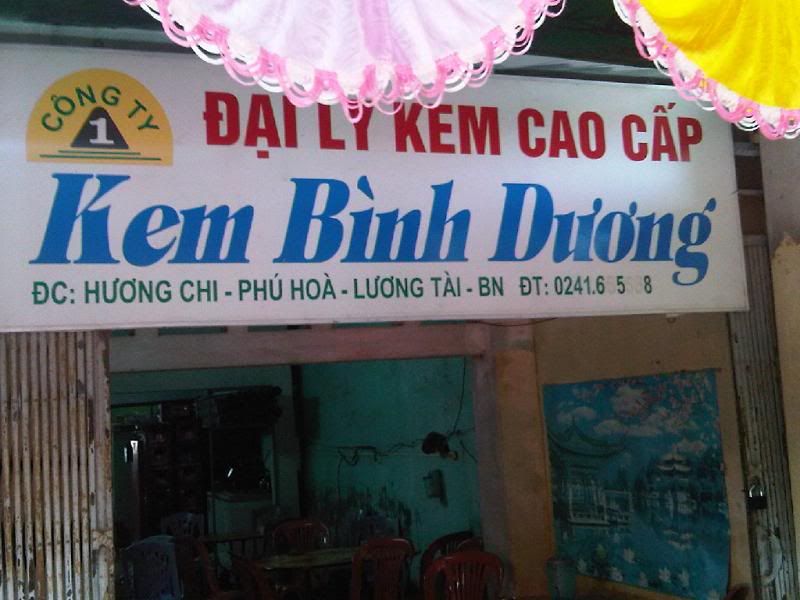 CÔNG TY
1
ĐẠI LÝ KEM CAO CẤP
Kem Bình Dương
ĐC: HƯƠNG CHI - PHÚ HOÀ - LƯƠNG TÀI - BN ĐT: